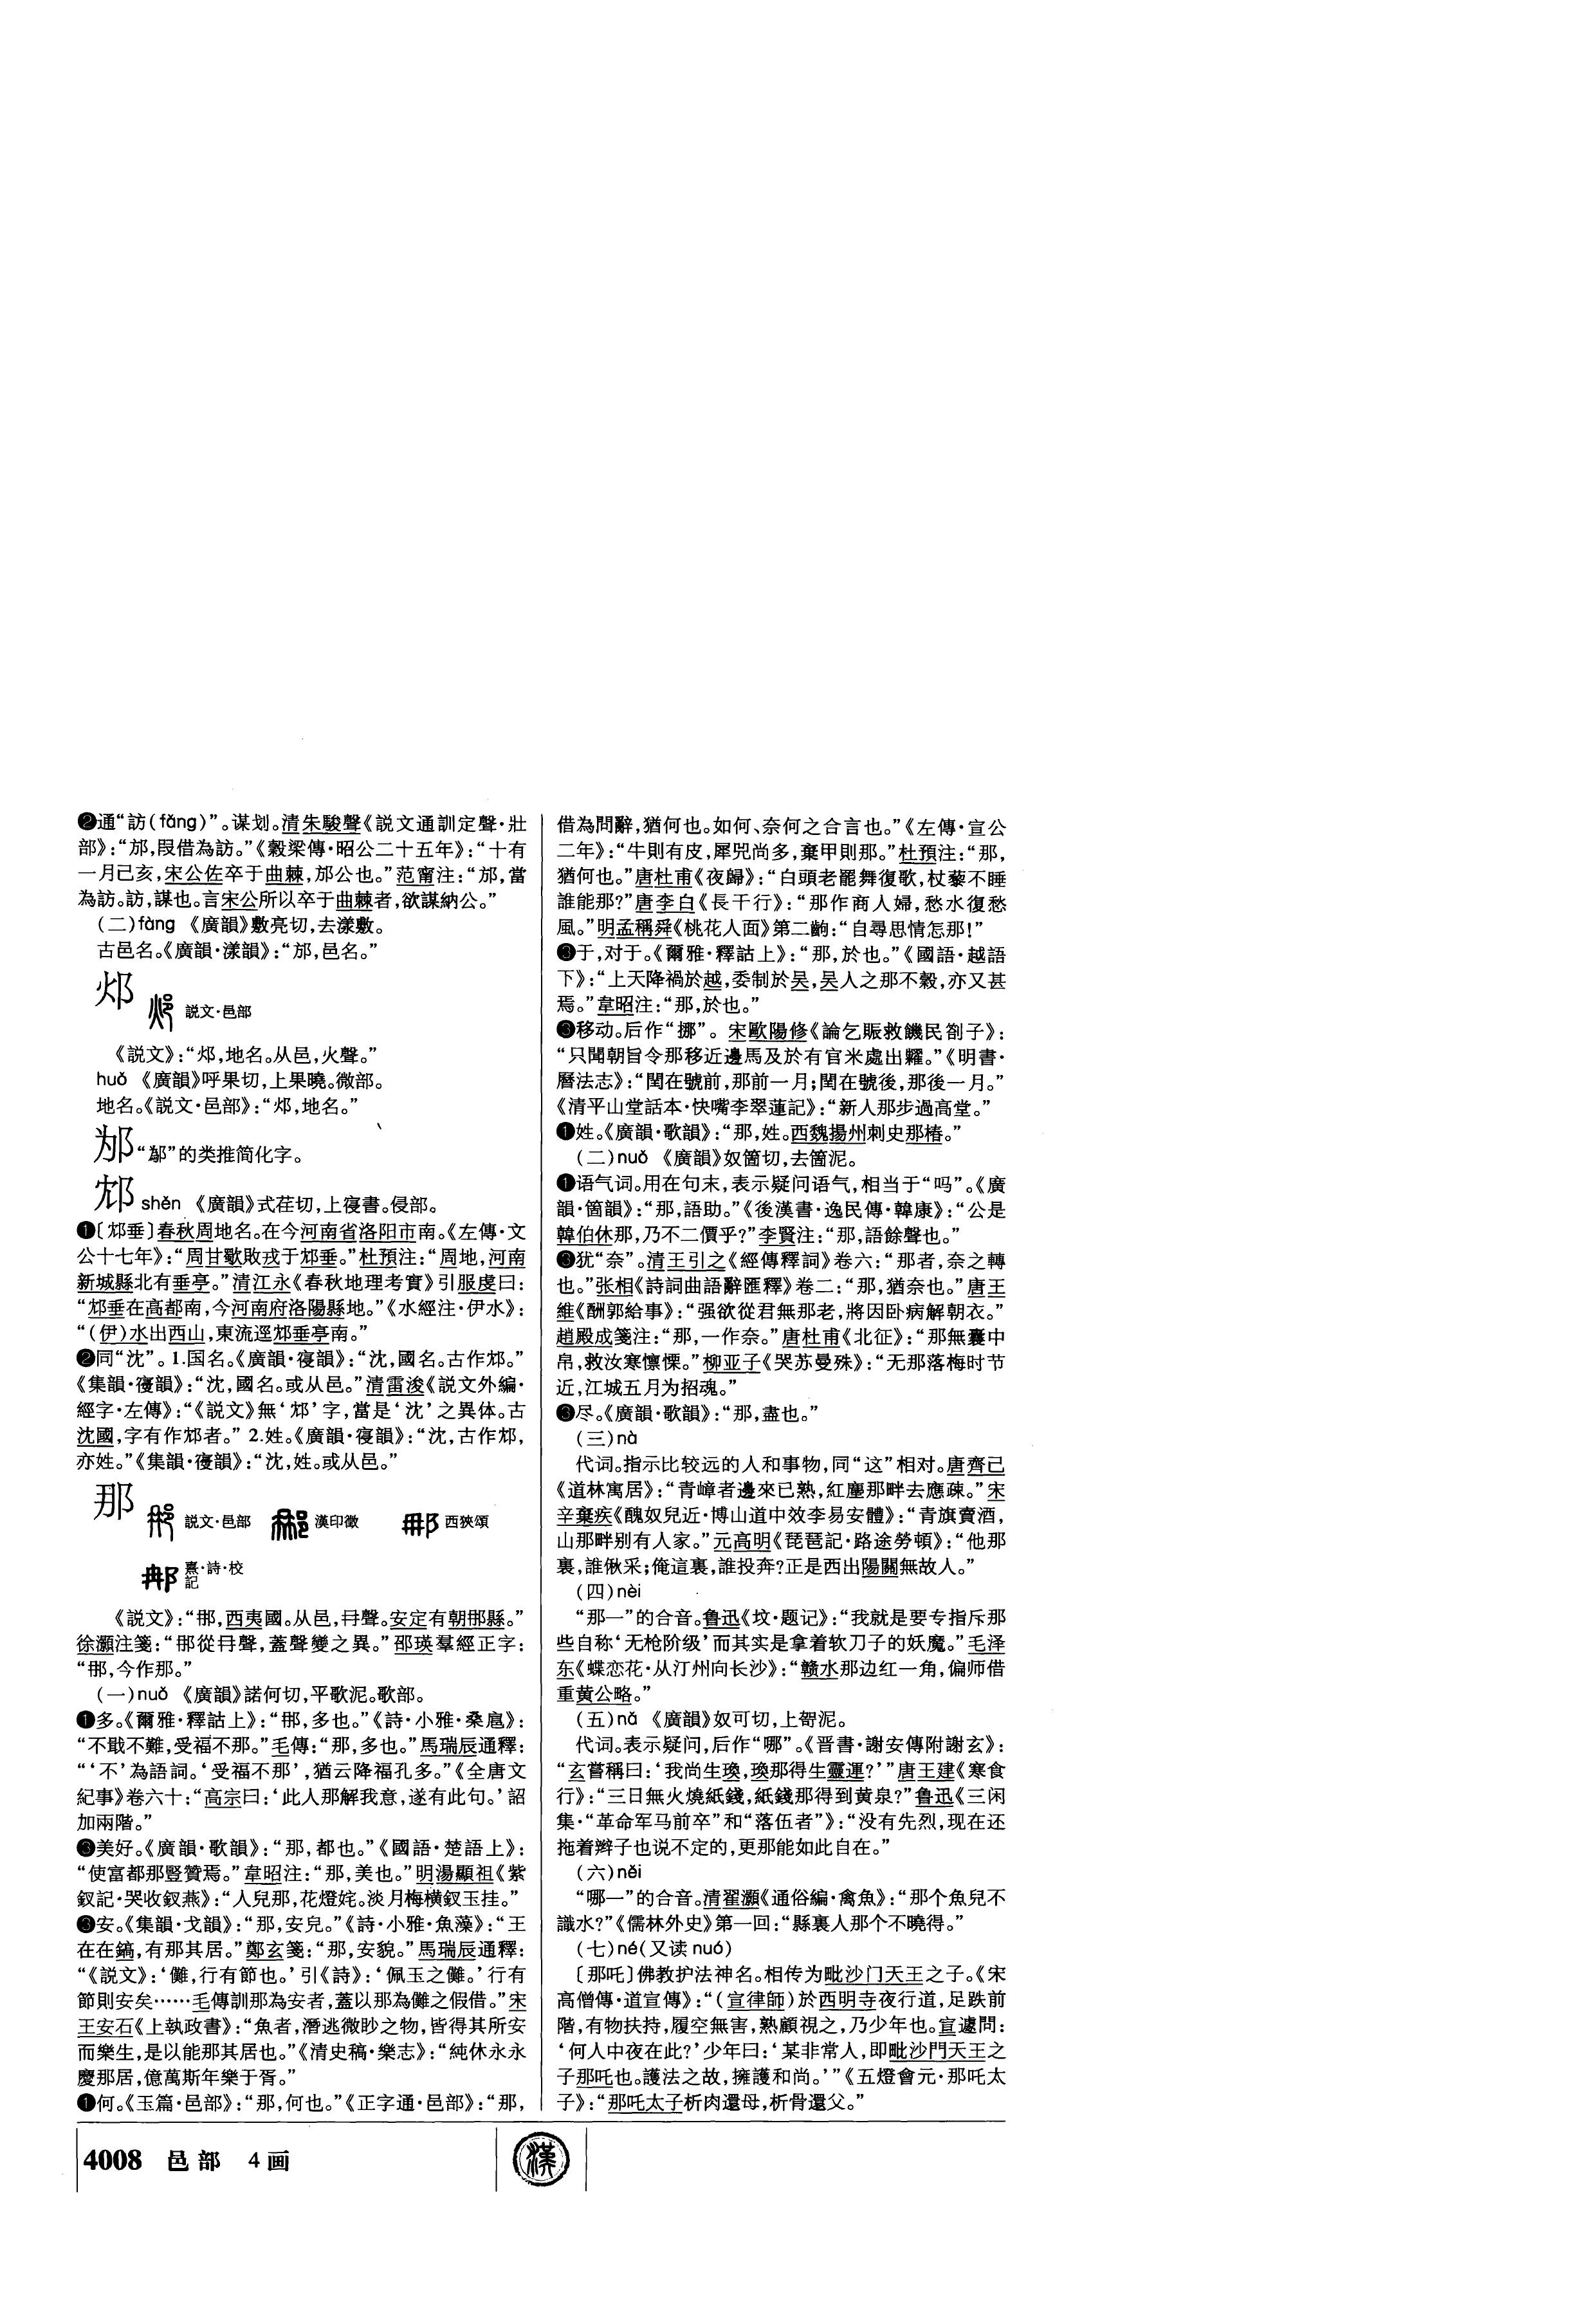 ❷通“訪(fǎng)”。谋划。清朱駿聲《説文通訓定聲·壯
部》：“邡，叚借為訪。”《穀梁傳·昭公二十五年》：“十有
一月己亥，宋公佐卒于曲棘，邡公也。”范甯注：“邡，當
為訪。訪，謀也。言宋公所以卒于曲棘者，欲謀納公。”
(二)fàng 《廣韻》敷亮切，去漾敷。
古邑名。《廣韻·漾韻》：“邡，邑名。”
邩 説文·邑部
《説文》：“邩，地名。从邑，火聲。”
huǒ 《廣韻》呼果切，上果曉。微部。
地名。《説文·邑部》：“邩，地名。”
邬“鄔”的类推简化字。
邥 shěn 《廣韻》式荏切，上寑書。侵部。
❶〔邥垂〕春秋周地名。在今河南省洛阳市南。《左傳·文
公十七年》：“周甘歜敗戎于邥垂。”杜預注：“周地，河南
新城縣北有垂亭。”清江永《春秋地理考實》引服虔曰：
“邥垂在高都南，今河南府洛陽縣地。”《水經注·伊水》：
“(伊)水出西山，東流逕邥垂亭南。”
❷同“沈”。1.国名。《廣韻·寑韻》：“沈，國名。古作邥。”
《集韻·寑韻》：“沈，國名。或从邑。”清雷浚《説文外編·
經字·左傳》：“《説文》無‘邥’字，當是‘沈’之異体。古
沈國，字有作邥者。” 2.姓。《廣韻·寑韻》：“沈，古作邥，
亦姓。”《集韻·寑韻》：“沈，姓。或从邑。”
那 説文·邑部 漢印徵 西狹頌
熹·詩·校
記
《説文》：“𨙻，西夷國。从邑，冄聲。安定有朝𨙻縣。”
徐灝注箋：“𨙻從冄聲，蓋聲變之異。”邵瑛羣經正字：
“𨙻，今作那。”
(一)nuó 《廣韻》諾何切，平歌泥。歌部。
❶多。《爾雅·釋詁上》：“𨙻，多也。”《詩·小雅·桑扈》：
“不戢不難，受福不那。”毛傳：“那，多也。”馬瑞辰通釋：
“‘不’為語詞。‘受福不那’，猶云降福孔多。”《全唐文
紀事》卷六十：“高宗曰：‘此人那解我意，遂有此句。’詔
加兩階。”
❸美好。《廣韻·歌韻》：“那，都也。”《國語·楚語上》：
“使富都那豎贊焉。”韋昭注：“那，美也。”明湯顯祖《紫
釵記·哭收釵燕》：“人兒那，花燈姹。淡月梅横釵玉挂。”
❸安。《集韻·戈韻》：“那，安皃。”《詩·小雅·魚藻》：“王
在在鎬，有那其居。”鄭玄箋：“那，安貌。”馬瑞辰通釋：
“《説文》：‘儺，行有節也。’引《詩》：‘佩玉之儺。’行有
節則安矣……毛傳訓那為安者，蓋以那為儺之假借。”宋
王安石《上執政書》：“魚者，潛逃微眇之物，皆得其所安
而樂生，是以能那其居也。”《清史稿·樂志》：“純休永永
慶那居，億萬斯年樂于胥。”
❶何。《玉篇·邑部》：“那，何也。”《正字通·邑部》：“那，
借為問辭，猶何也。如何、奈何之合言也。”《左傳·宣公
二年》：“牛則有皮，犀兕尚多，棄甲則那。”杜預注：“那，
猶何也。”唐杜甫《夜歸》：“白頭老罷舞復歌，杖藜不睡
誰能那？”唐李白《長干行》：“那作商人婦，愁水復愁
風。”明孟稱舜《桃花人面》第二齣：“自尋思情怎那！”
❸于，对于。《爾雅·釋詁上》：“那，於也。”《國語·越語
下》：“上天降禍於越，委制於吴，吴人之那不穀，亦又甚
焉。”韋昭注：“那，於也。”
❸移动。后作“挪”。宋歐陽修《論乞賑救饑民劄子》：
“只聞朝旨令那移近邊馬及於有官米處出糶。”《明書·
曆法志》：“閏在號前，那前一月；閏在號後，那後一月。”
《清平山堂話本·快嘴李翠蓮記》：“新人那步過高堂。”
❶姓。《廣韻·歌韻》：“那，姓。西魏揚州刺史那椿。”
(二)nuò 《廣韻》奴箇切，去箇泥。
❶语气词。用在句末，表示疑问语气，相当于“吗”。《廣
韻·箇韻》：“那，語助。”《後漢書·逸民傳·韓康》：“公是
韓伯休那，乃不二價乎？”李賢注：“那，語餘聲也。”
❸犹“奈”。清王引之《經傳釋詞》卷六：“那者，奈之轉
也。”张相《詩詞曲語辭匯釋》卷二：“那，猶奈也。”唐王
維《酬郭給事》：“强欲從君無那老，將因卧病解朝衣。”
趙殿成箋注：“那，一作奈。”唐杜甫《北征》：“那無囊中
帛，救汝寒懔慄。”柳亚子《哭苏曼殊》：“无那落梅时节
近，江城五月为招魂。”
❸尽。《廣韻·歌韻》：“那，盡也。”
(三)nà
代词。指示比较远的人和事物，同“这”相对。唐齊己
《道林寓居》：“青嶂者邊來已熟，紅塵那畔去應疎。”宋
辛棄疾《醜奴兒近·博山道中效李易安體》：“青旗賣酒，
山那畔别有人家。”元高明《琵琶記·路途勞頓》：“他那
裏，誰偢采；俺這裏，誰投奔？正是西出陽關無故人。”
(四)nèi
“那一”的合音。鲁迅《坟·题记》：“我就是要专指斥那
些自称‘无枪阶级’而其实是拿着软刀子的妖魔。”毛泽
东《蝶恋花·从汀州向长沙》：“赣水那边红一角，偏师借
重黄公略。”
(五)nǎ 《廣韻》奴可切，上哿泥。
代词。表示疑问，后作“哪”。《晋書·謝安傳附謝玄》：
“玄嘗稱曰：‘我尚生瑍，瑍那得生靈運？’”唐王建《寒食
行》：“三日無火燒紙錢，紙錢那得到黄泉？”鲁迅《三闲
集·“革命军马前卒”和“落伍者”》：“没有先烈，现在还
拖着辫子也说不定的，更那能如此自在。”
(六)něi
“哪一”的合音。清翟灝《通俗編·禽魚》：“那个魚兒不
識水？”《儒林外史》第一回：“縣裏人那个不曉得。”
(七)né(又读nuó)
〔那吒〕佛教护法神名。相传为毗沙门天王之子。《宋
高僧傳·道宣傳》：“(宣律師)於西明寺夜行道，足跌前
階，有物扶持，履空無害，熟顧視之，乃少年也。宣遽問：
‘何人中夜在此？’少年曰：‘某非常人，即毗沙門天王之
子那吒也。護法之故，擁護和尚。’”《五燈會元·那吒太
子》：“那吒太子析肉還母，析骨還父。”
4008 邑部 4画
漢